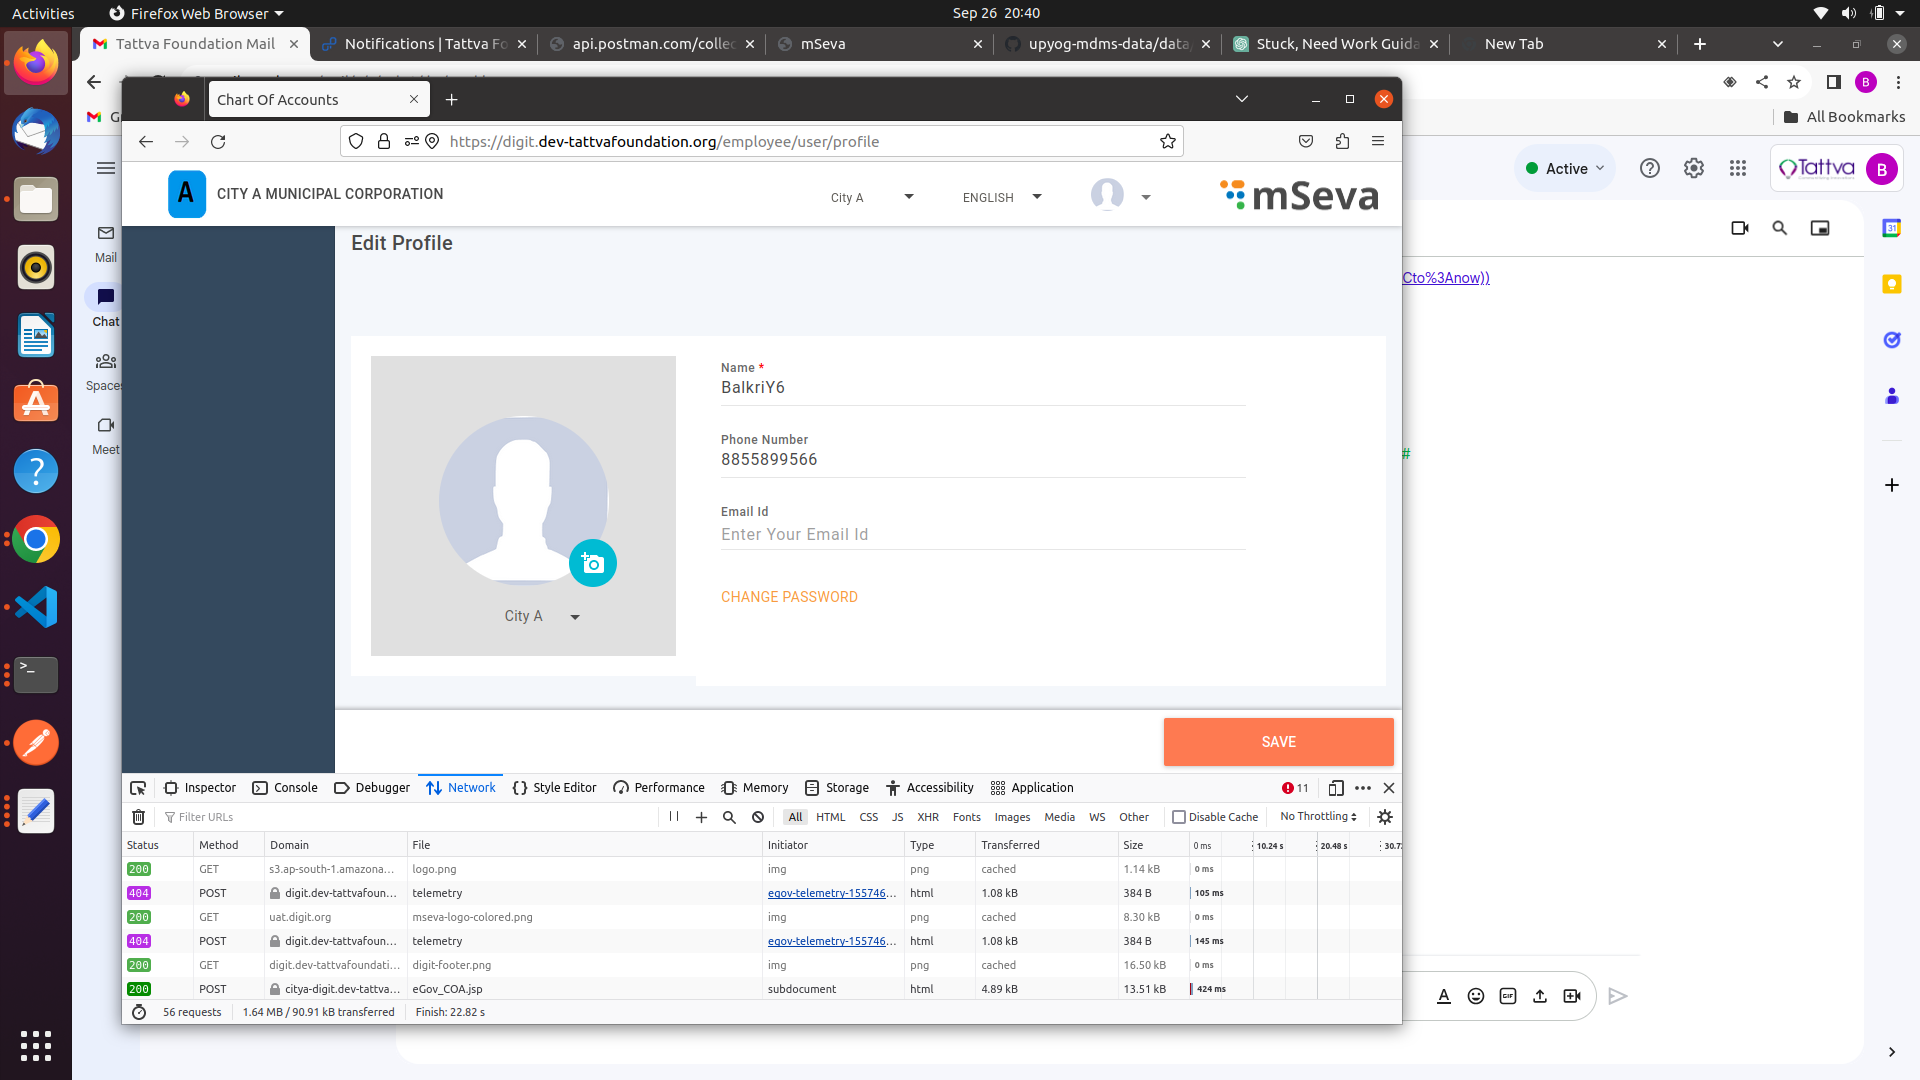 Activities
Firefox Web Browser
Sep 26 20:40
Tattva Foundation Mail
Notifications | Tattva Fo
api.postman.com/collec
mSeva
upyog-mdms-data/data,
Stuck, Need Work Guida
New Tab
B
All Bookmarks
Chart Of Accounts
https://digit.dev-tattvafoundation.org/employee/user/profile
A
CITY A MUNICIPAL CORPORATION
City A
ENGLISH
mSeva
Active
Tattva
B
Mail
Chat
Spaces
Meet
Cto%3Anow))
#
31
Edit Profile
Name *
BalkriY6
Phone Number
8855899566
Email Id
Enter Your Email Id
CHANGE PASSWORD
City A
SAVE
Inspector
Console
Debugger
Network
Style Editor
Performance
Memory
Storage
Accessibility
Application
11
Filter URLs
All HTML CSS JS XHR Fonts Images Media WS Other
Disable Cache
No Throttling
Status Method Domain File Initiator Type Transferred Size 0 ms 10.24 s 20.48 s 30.7
200 GET s3.ap-south-1.amazona... logo.png img png cached 1.14 kB 0 ms
404 POST digit.dev-tattvafoun... telemetry egov-telemetry-155746... html 1.08 kB 384 B 105 ms
200 GET uat.digit.org mseva-logo-colored.png img png cached 8.30 kB 0 ms
404 POST digit.dev-tattvafoun... telemetry egov-telemetry-155746... html 1.08 kB 384 B 145 ms
200 GET digit.dev-tattvafoundati... digit-footer.png img png cached 16.50 kB 0 ms
200 POST citya-digit.dev-tattva... eGov_COA.jsp subdocument html 4.89 kB 13.51 kB 424 ms
56 requests
1.64 MB / 90.91 kB transferred
Finish: 22.82 s
GIF